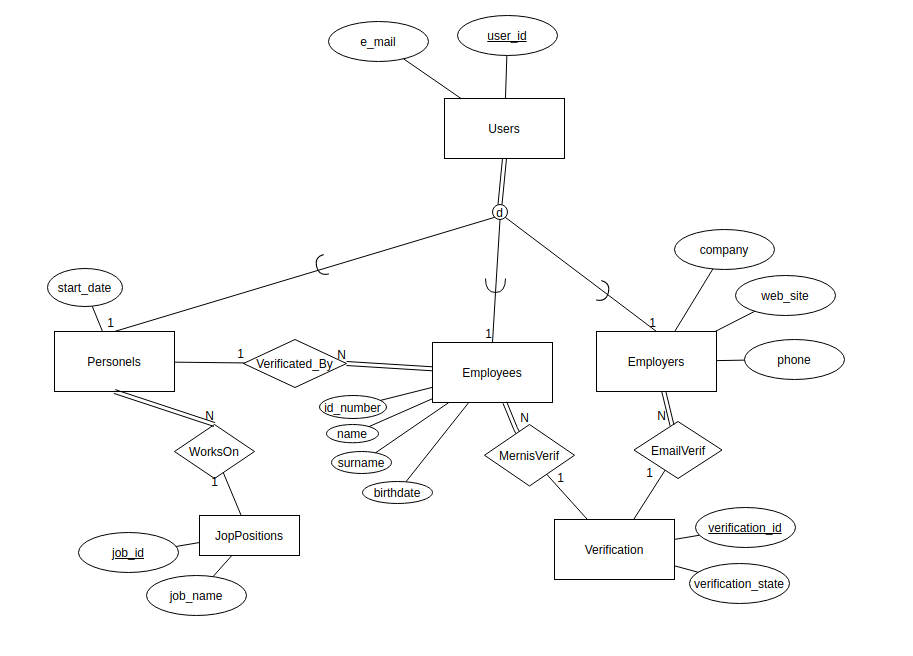 e_mail
user_id
Users
d
company
start_date
web_site
1
1
1
Personels
1
Verificated_By
N
Employees
Employers
phone
id_number
name
surname
birthdate
N
WorksOn
1
N
MernisVerif
1
N
EmailVerif
1
JopPositions
job_id
job_name
Verification
verification_id
verification_state